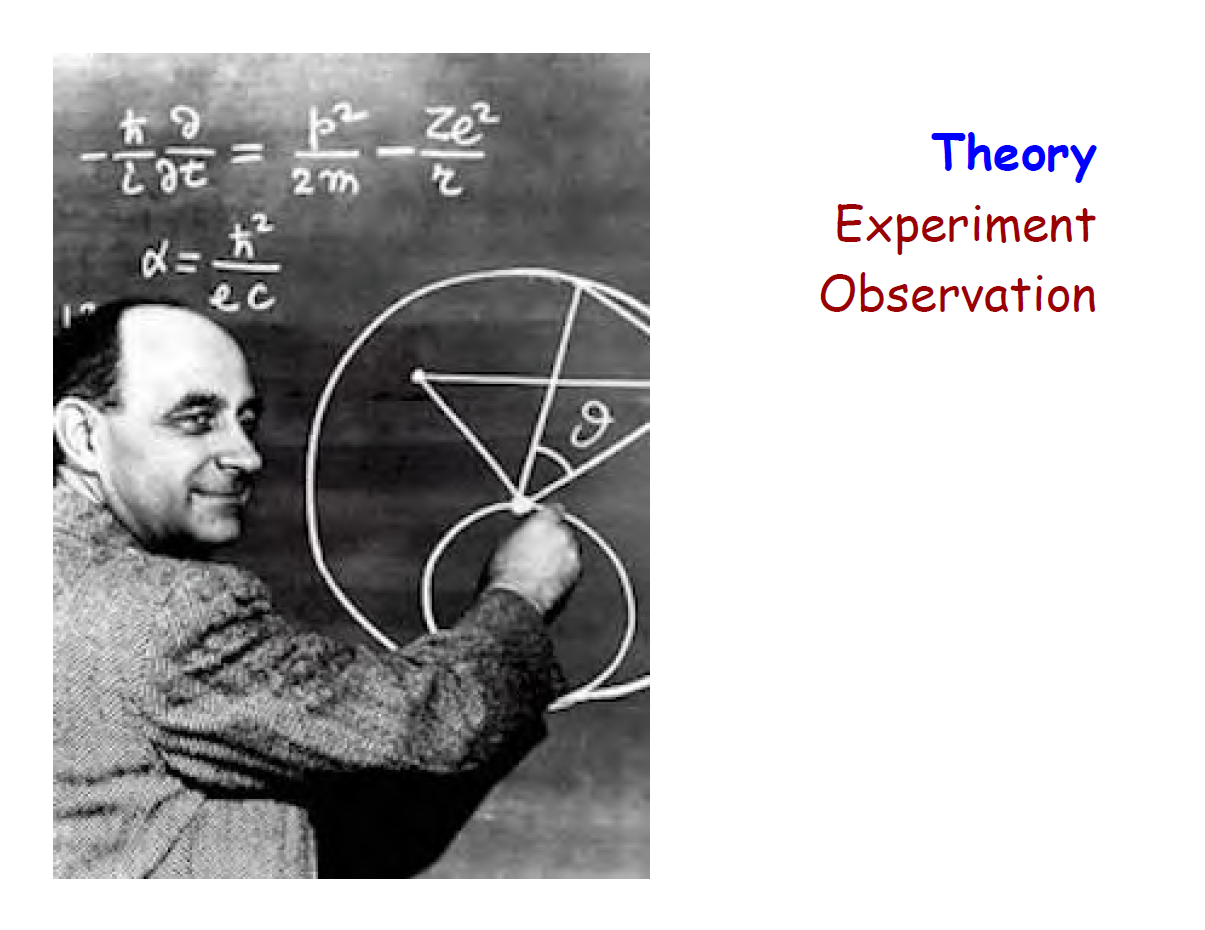 -ħ/i ∂/∂t = p²/2m - Ze²/r
α = ħ²/ec
ϑ
Theory
Experiment
Observation